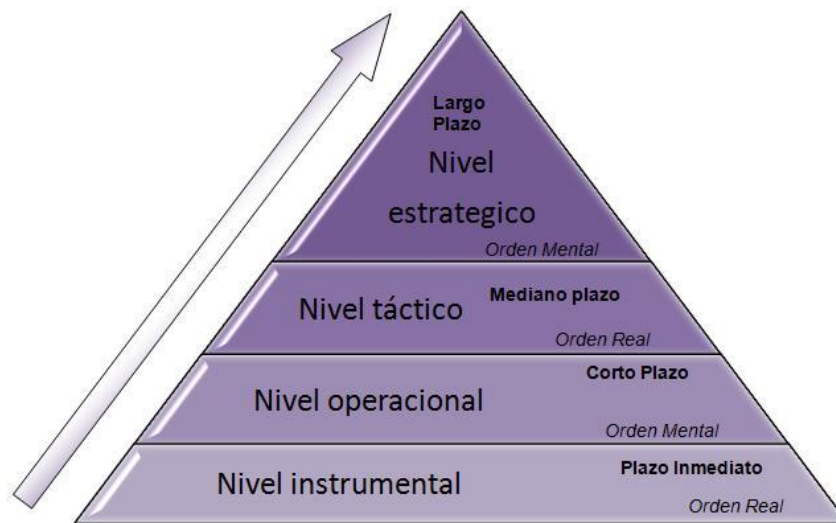 Largo
Plazo
Nivel
estrategico
Orden Mental
Nivel táctico
Mediano plazo
Orden Real
Corto Plazo
Nivel operacional
Orden Mental
Plazo Inmediato
Nivel instrumental
Orden Real